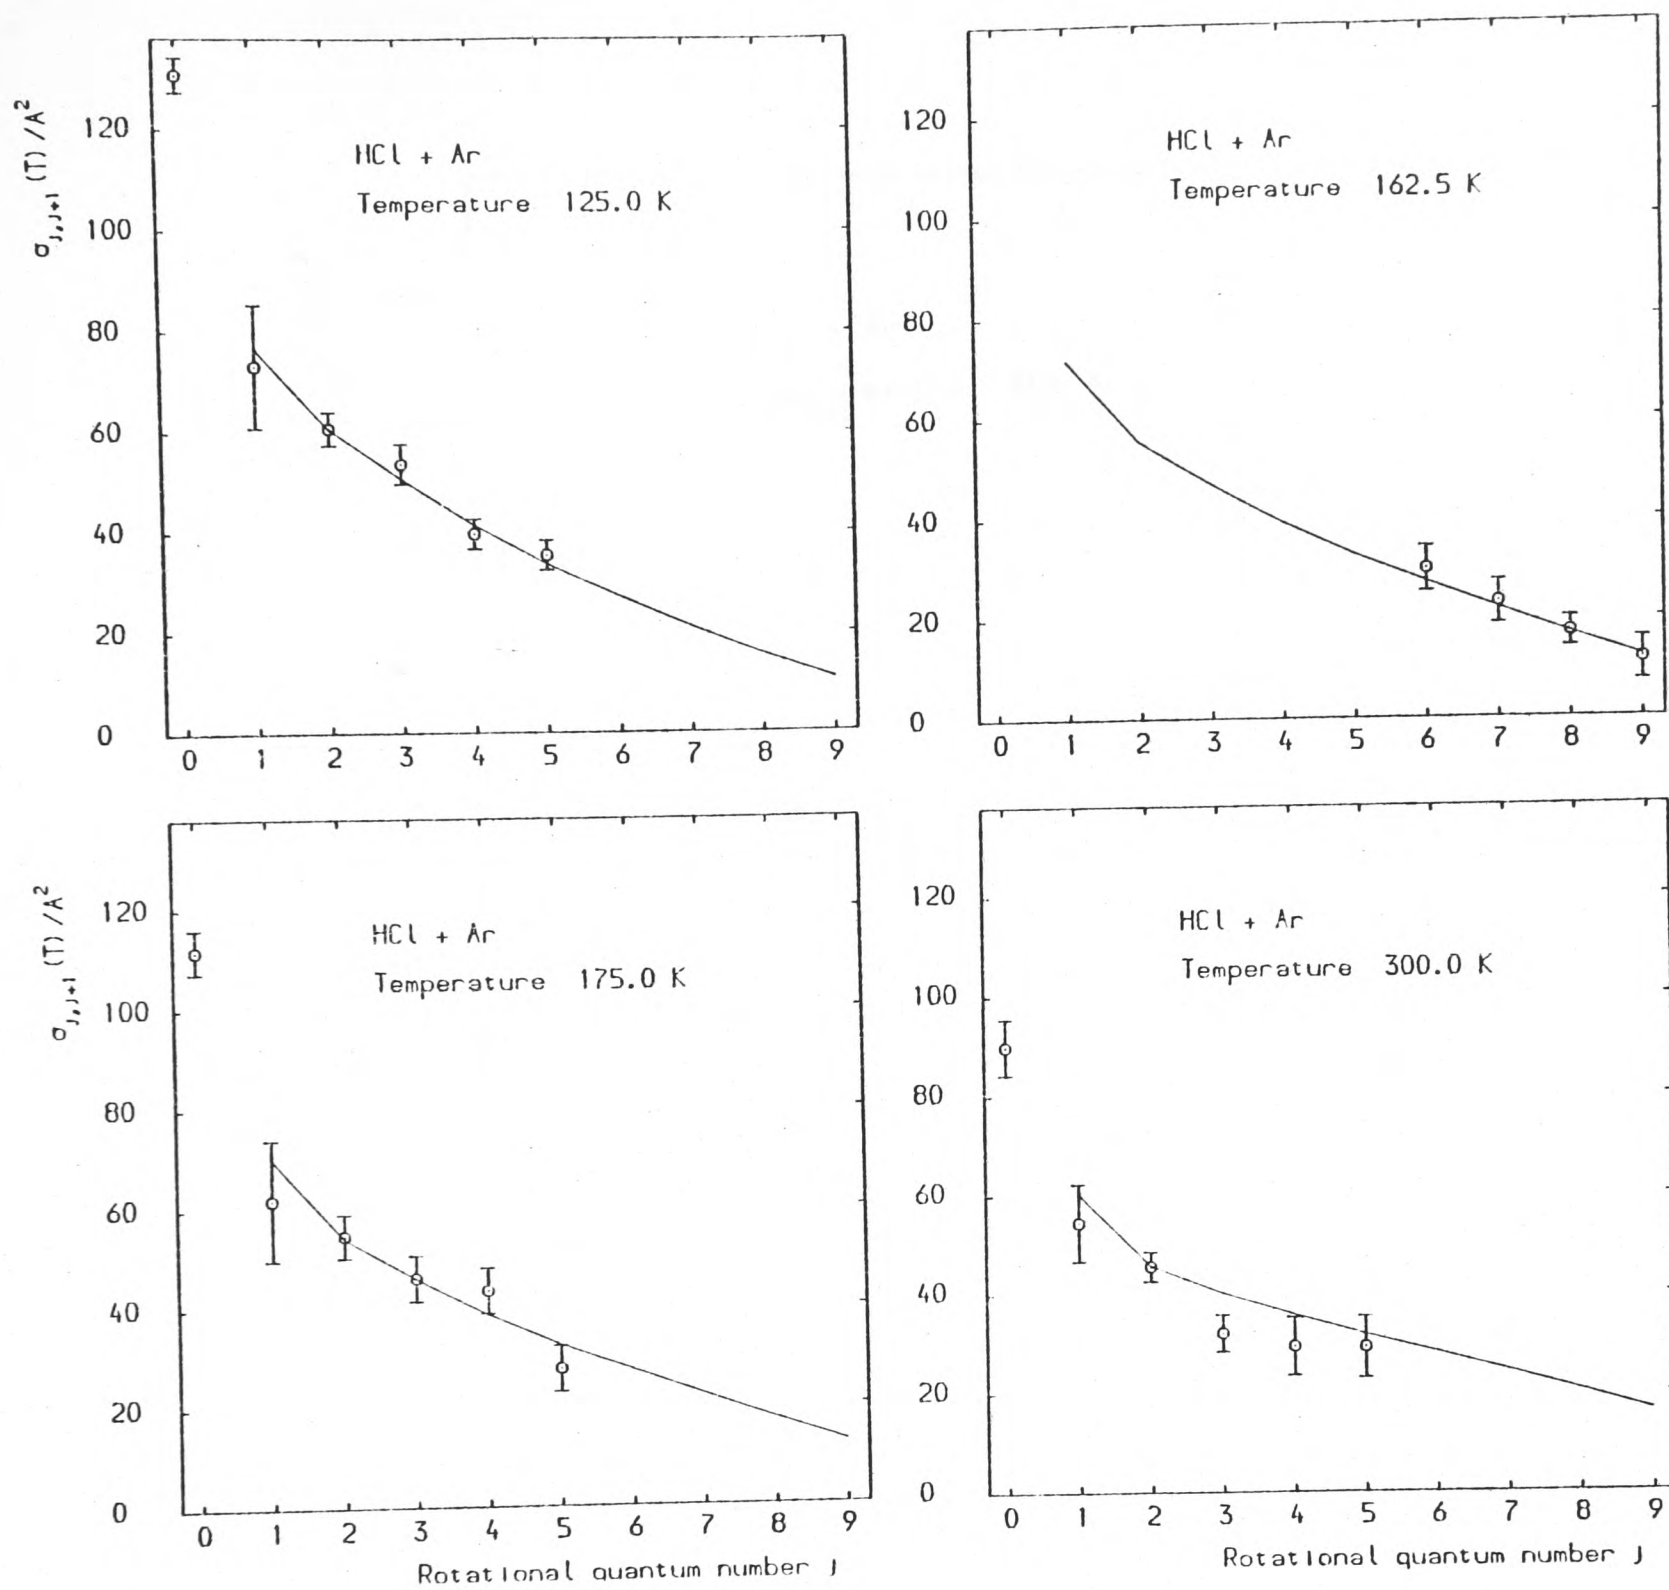 σJ,J+1 (T)/A²
120
100
80
60
40
20
0
HCl + Ar
Temperature 125.0 K
0 1 2 3 4 5 6 7 8 9
120
100
80
60
40
20
0
HCl + Ar
Temperature 162.5 K
0 1 2 3 4 5 6 7 8 9
σJ,J+1 (T)/A²
120
100
80
60
40
20
0
HCl + Ar
Temperature 175.0 K
0 1 2 3 4 5 6 7 8 9
Rotational quantum number J
120
100
80
60
40
20
0
HCl + Ar
Temperature 300.0 K
0 1 2 3 4 5 6 7 8 9
Rotational quantum number J